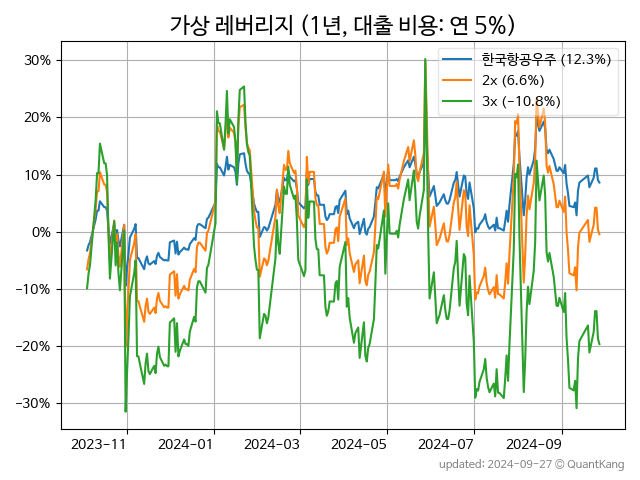 가상 레버리지 (1년, 대출 비용: 연 5%)
한국항공우주 (12.3%)
2x (6.6%)
3x (−10.8%)
30%
20%
10%
0%
−10%
−20%
−30%
2023-11
2024-01
2024-03
2024-05
2024-07
2024-09
updated: 2024-09-27 © QuantKang